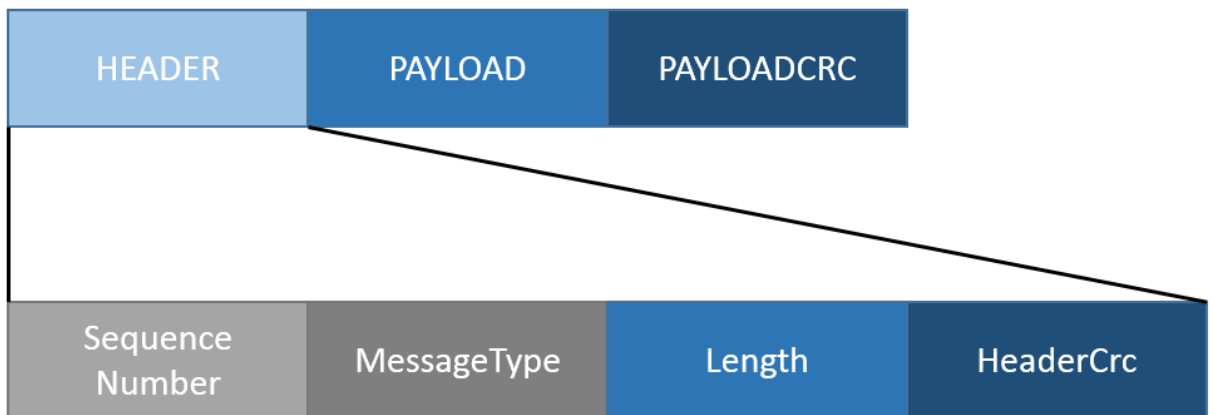 HEADER
PAYLOAD
PAYLOADCRC
Sequence
Number
MessageType
Length
HeaderCrc